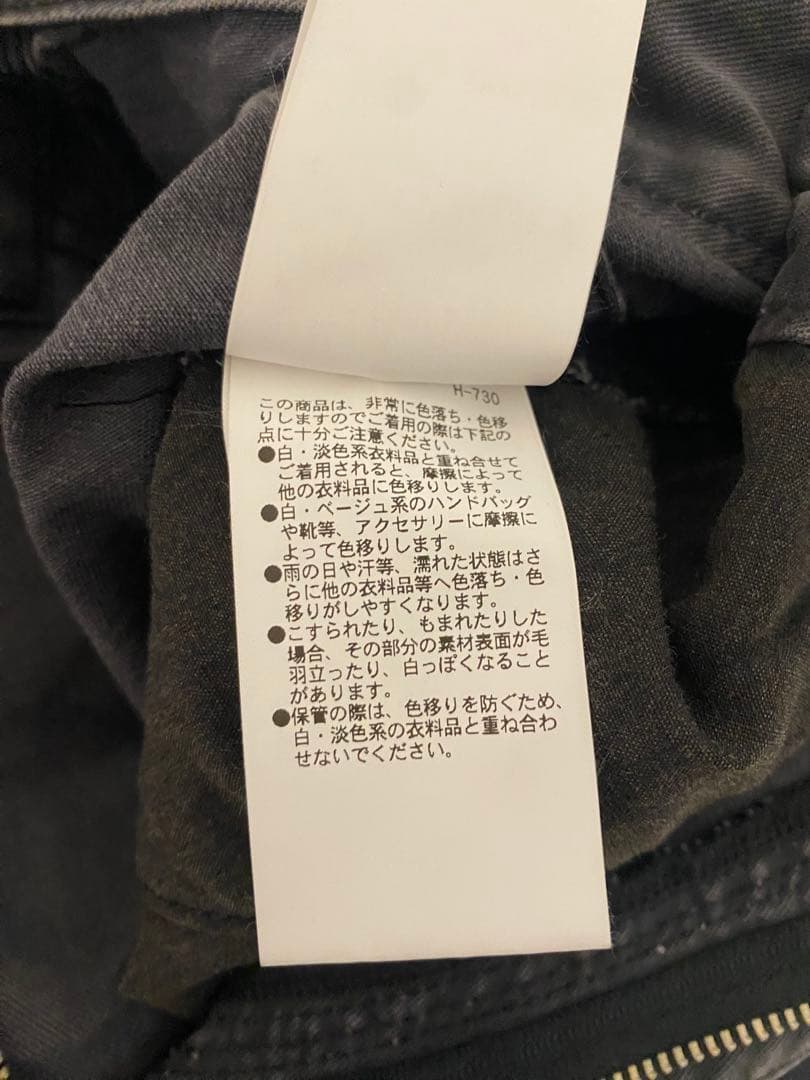 H-730
この商品は、非常に色落ち・色移
りしますのでご着用の際は下記の
点に十分ご注意ください。
●白・淡色系衣料品と重ね合せて
ご着用されると、摩擦によって
他の衣料品に色移りします。
●白・ベージュ系のハンドバッグ
や靴等、アクセサリーに摩擦に
よって色移りします。
●雨の日や汗等、濡れた状態はさ
らに他の衣料品等へ色落ち・色
移りがしやすくなります。
●こすられたり、もまれたりした
場合、その部分の素材表面が毛
羽立ったり、白っぽくなること
があります。
●保管の際は、色移りを防ぐため、
白・淡色系の衣料品と重ね合わ
せないでください。